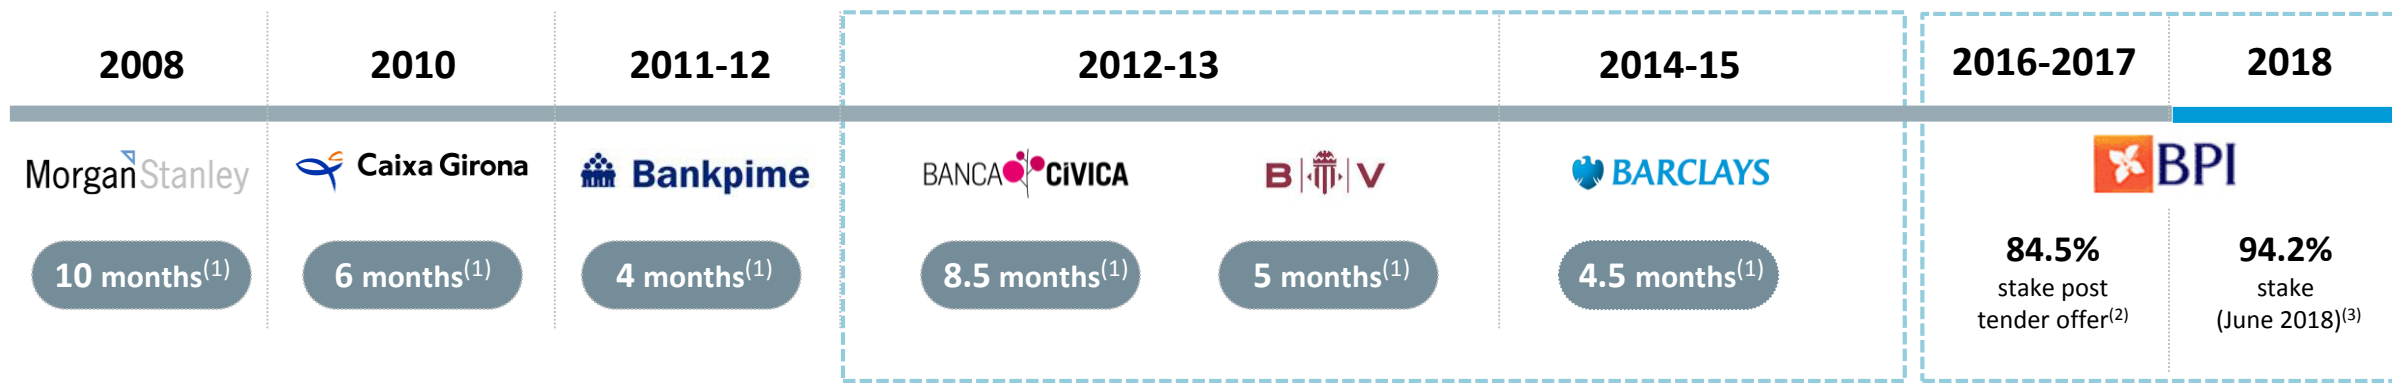 2008
2010
2011-12
2012-13
2014-15
2016-2017
2018
Morgan Stanley
Caixa Girona
Bankpime
BANCA CÍVICA
B V
BARCLAYS
BPI
10 months(1)
6 months(1)
4 months(1)
8.5 months(1)
5 months(1)
4.5 months(1)
84.5%
stake post
tender offer(2)
94.2%
stake
(June 2018)(3)